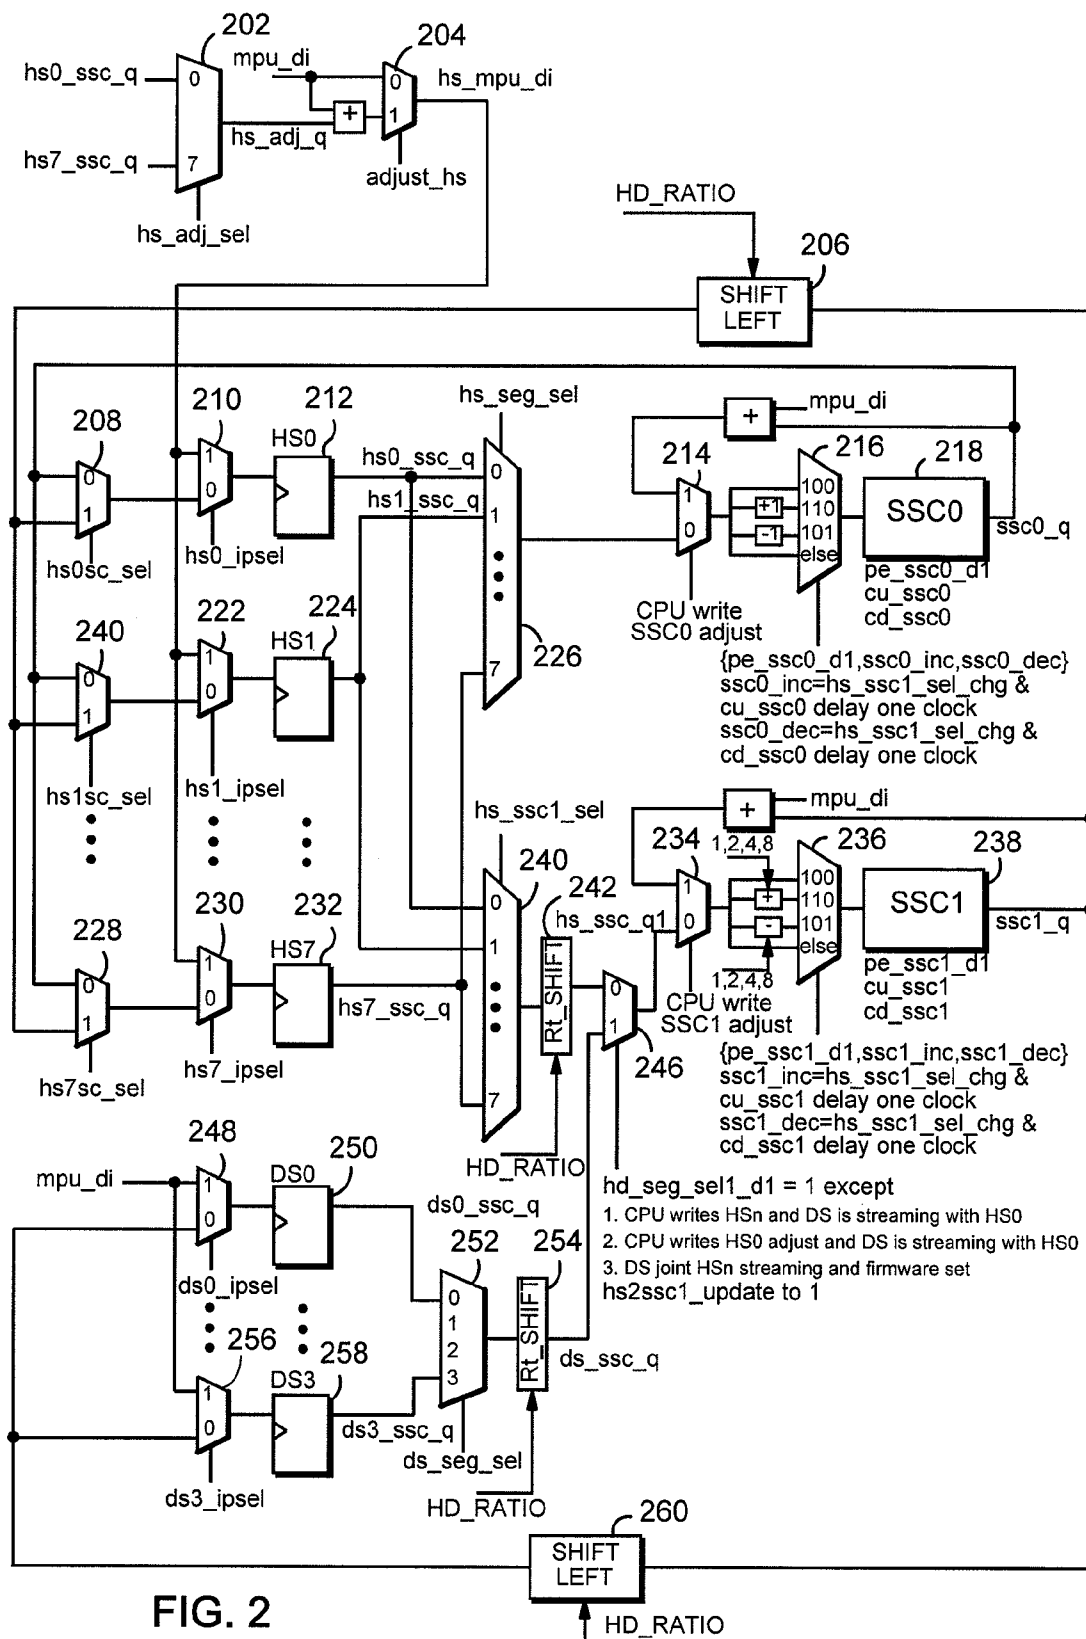 202
204
mpu_di
hs0_ssc_q
0
0
hs_mpu_di
+
1
hs_adj_q
hs7_ssc_q
7
adjust_hs
hs_adj_sel
HD_RATIO
206
SHIFT
LEFT
208
210
212
hs_seg_sel
+
mpu_di
HS0
hs0_ssc_q
214
216
218
0
1
0
1
0
hs1_ssc_q
1
1
0
100
+1
110
-1
101
else
SSC0
ssc0_q
hs0sc_sel
hs0_ipsel
pe_ssc0_d1
cu_ssc0
cd_ssc0
CPU write
SSC0 adjust
240
222
224
HS1
226
0
1
1
0
7
{pe_ssc0_d1,ssc0_inc,ssc0_dec}
ssc0_inc=hs_ssc1_sel_chg &
cu_ssc0 delay one clock
ssc0_dec=hs_ssc1_sel_chg &
cd_ssc0 delay one clock
hs1sc_sel
hs1_ipsel
hs_ssc1_sel
+
mpu_di
234
1,2,4,8
236
238
228
230
232
240
242
HS7
hs_ssc_q1
0
1
1
0
0
1
7
hs7_ssc_q
Rt_SHIFT
1
0
100
+
110
-
101
else
SSC1
ssc1_q
1,2,4,8
pe_ssc1_d1
cu_ssc1
cd_ssc1
CPU write
SSC1 adjust
0
1
246
hs7sc_sel
hs7_ipsel
HD_RATIO
{pe_ssc1_d1,ssc1_inc,ssc1_dec}
ssc1_inc=hs_ssc1_sel_chg &
cu_ssc1 delay one clock
ssc1_dec=hs_ssc1_sel_chg &
cd_ssc1 delay one clock
hd_seg_sel1_d1 = 1 except
1. CPU writes HSn and DS is streaming with HS0
2. CPU writes HS0 adjust and DS is streaming with HS0
3. DS joint HSn streaming and firmware set
hs2ssc1_update to 1
248
250
mpu_di
DS0
1
0
ds0_ssc_q
252
254
ds0_ipsel
0
1
2
3
Rt_SHIFT
ds_ssc_q
256
258
DS3
1
0
ds3_ssc_q
ds_seg_sel
ds3_ipsel
HD_RATIO
260
SHIFT
LEFT
HD_RATIO
FIG. 2